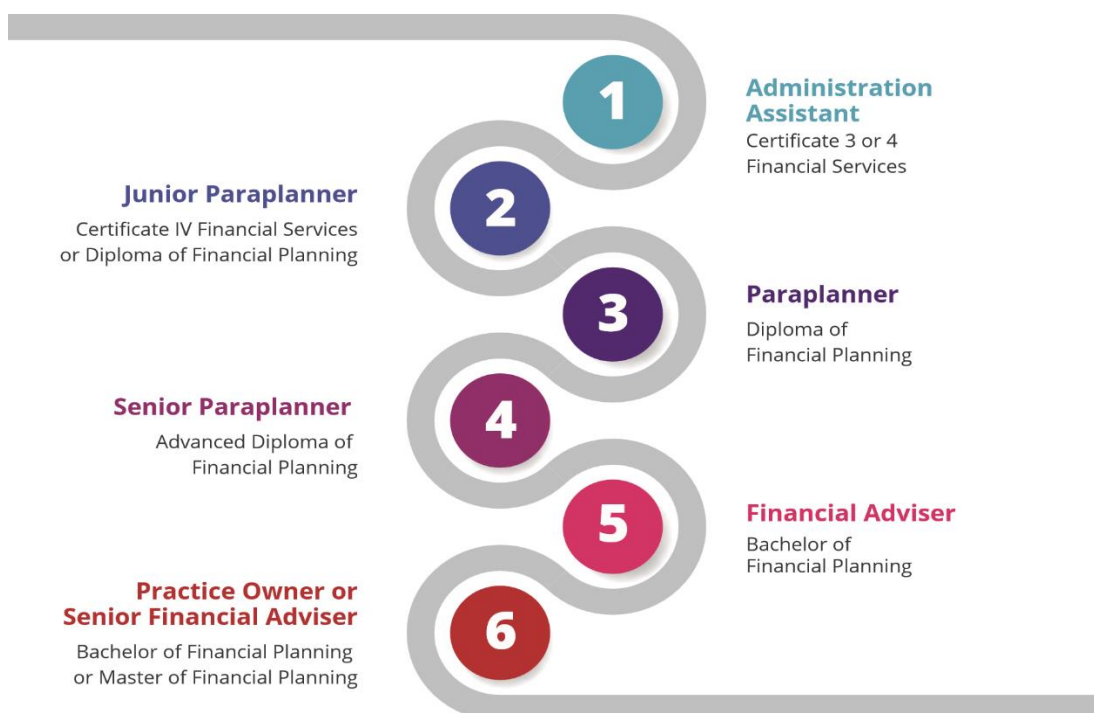 1
Administration
Assistant
Certificate 3 or 4
Financial Services
Junior Paraplanner
Certificate IV Financial Services
or Diploma of Financial Planning
2
3
Paraplanner
Diploma of
Financial Planning
Senior Paraplanner
Advanced Diploma of
Financial Planning
4
5
Financial Adviser
Bachelor of
Financial Planning
Practice Owner or
Senior Financial Adviser
Bachelor of Financial Planning
or Master of Financial Planning
6